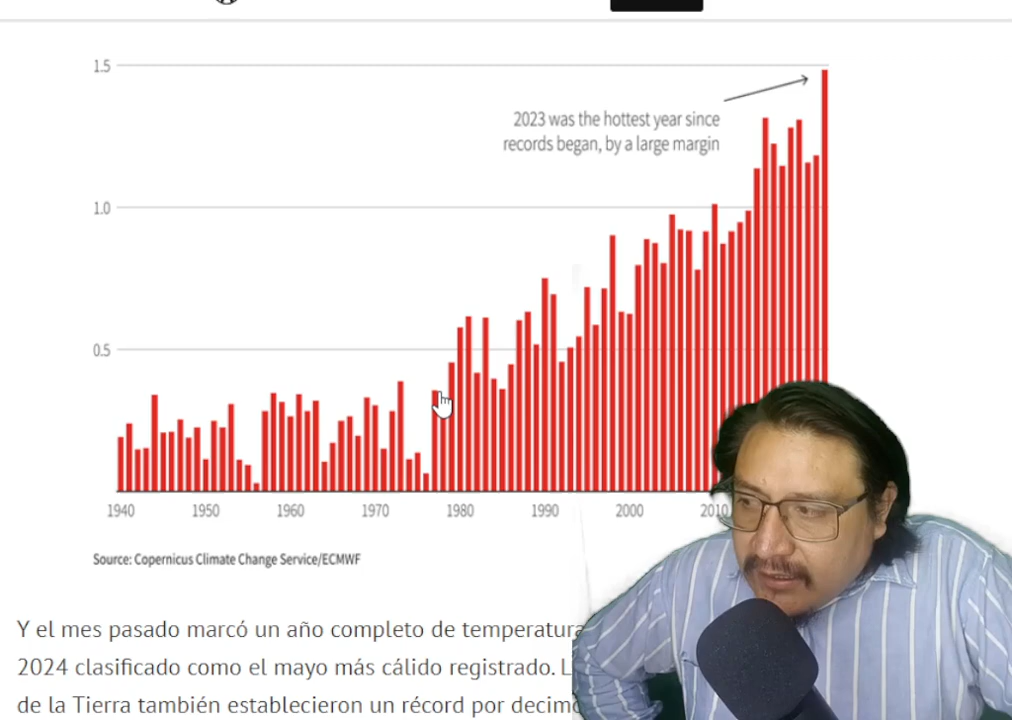 1.5
2023 was the hottest year since
records began, by a large margin
1.0
0.5
1940 1950 1960 1970 1980 1990 2000 2010
Source: Copernicus Climate Change Service/ECMWF
Y el mes pasado marcó un año completo de temperatura
2024 clasificado como el mayo más cálido registrado. L
de la Tierra también establecieron un récord por decimo